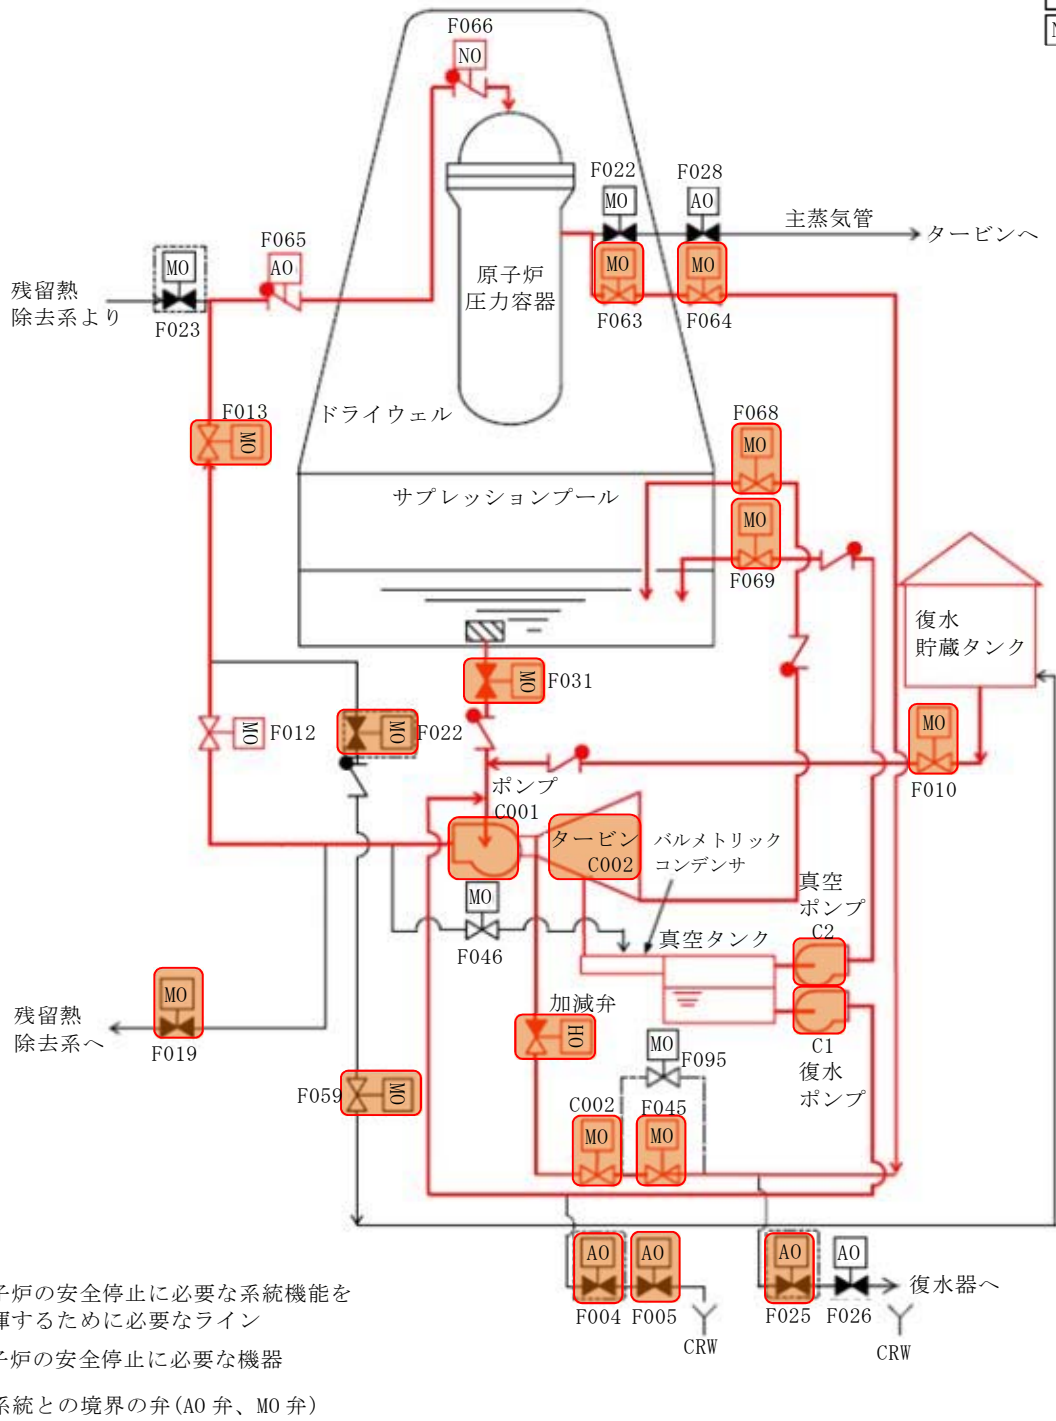 F066
NO
F022
F028
MO
AO
主蒸気管
タービンへ
F065
AO
MO
残留熱
除去系より
F023
原子炉
圧力容器
MO
MO
F063
F064
F013
MO
ドライウェル
F068
MO
サプレッションプール
MO
F069
復水
貯蔵タンク
MO
F031
F012
MO
MO
F022
MO
F010
ポンプ
C001
タービン
C002
バルメトリック
コンデンサ
MO
F046
真空
ポンプ
C2
真空タンク
MO
残留熱
除去系へ
F019
加減弁
HO
MO
F095
C1
復水
ポンプ
F059
MO
C002
F045
MO
MO
AO
AO
AO
AO
復水器へ
F004
F005
F025
F026
CRW
CRW
子炉の安全停止に必要な系統機能を
揮するために必要なライン
子炉の安全停止に必要な機器
系統との境界の弁(AO 弁、MO 弁)